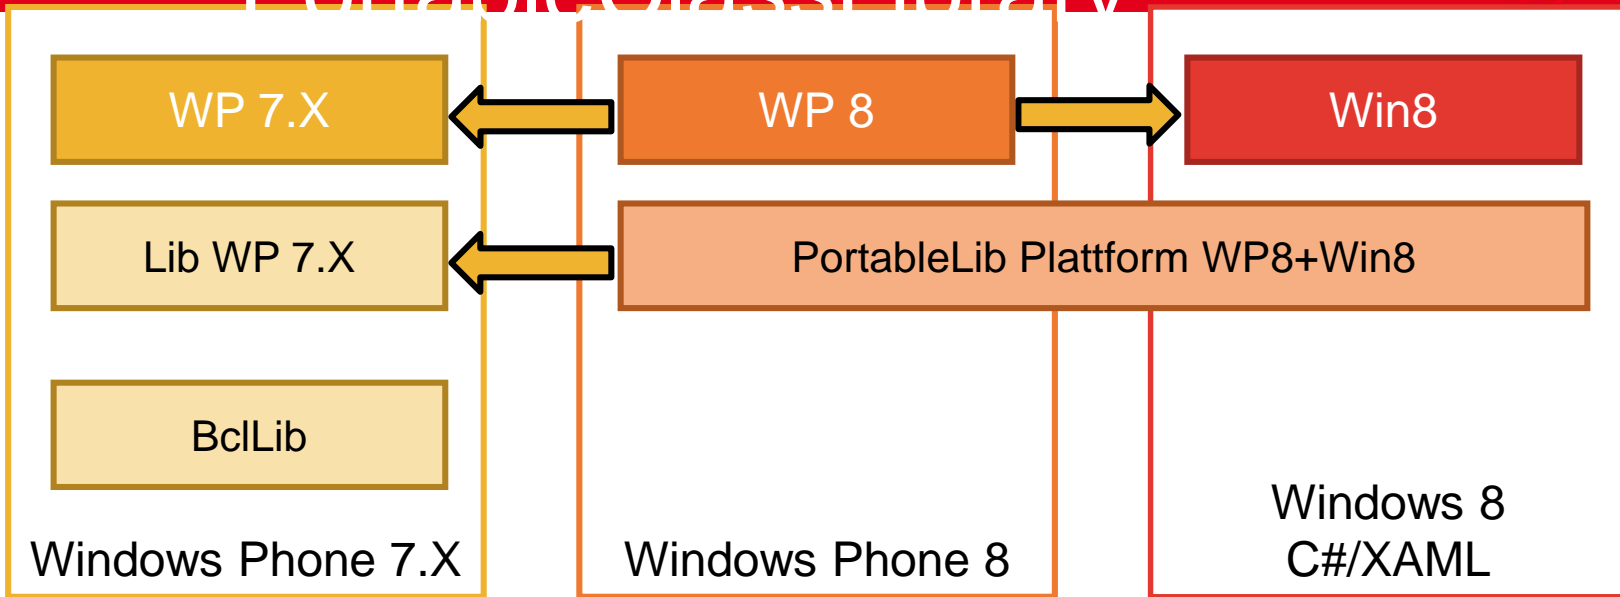 PortableClassLibrary
WP 7.X
WP 8
Win8
Lib WP 7.X
PortableLib Plattform WP8+Win8
BclLib
Windows Phone 7.X
Windows Phone 8
Windows 8
C#/XAML